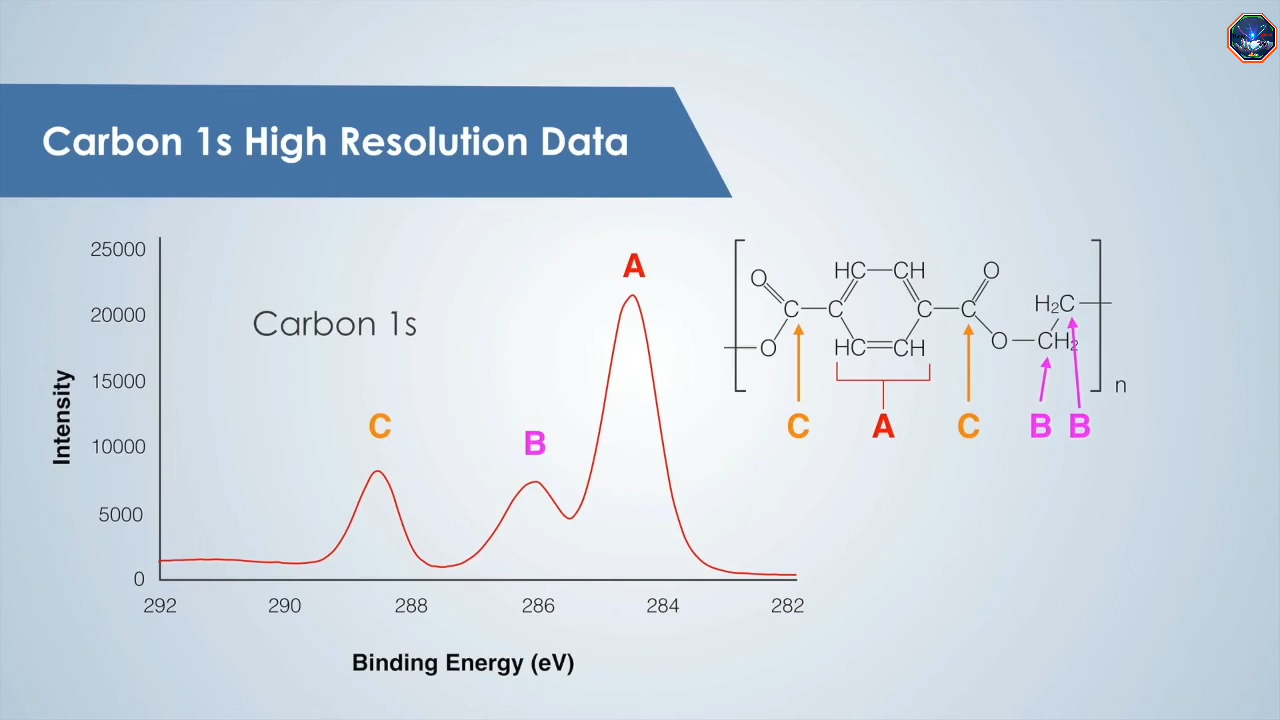 Carbon 1s High Resolution Data
25000
20000
15000
10000
5000
0
Intensity
Carbon 1s
C
B
A
292
290
288
286
284
282
Binding Energy (eV)
O
HC
CH
O
C
C
C
C
H₂C
O
HC
CH
O
CH₂
n
C
A
C
B
B